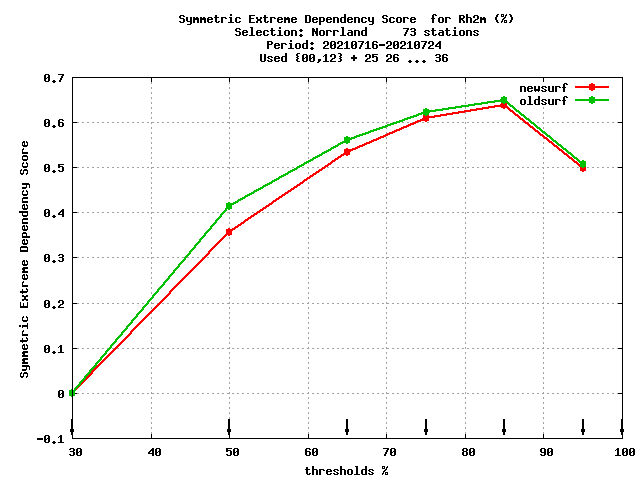 Symmetric Extreme Dependency Score  for Rh2m (%)
Selection: Norrland     73 stations
Period: 20210716-20210724
Used {00,12} + 25 26 ... 36
newsurf
oldsurf
0.7
0.6
0.5
0.4
0.3
0.2
0.1
0
-0.1
Symmetric Extreme Dependency Score
30 40 50 60 70 80 90 100
thresholds %